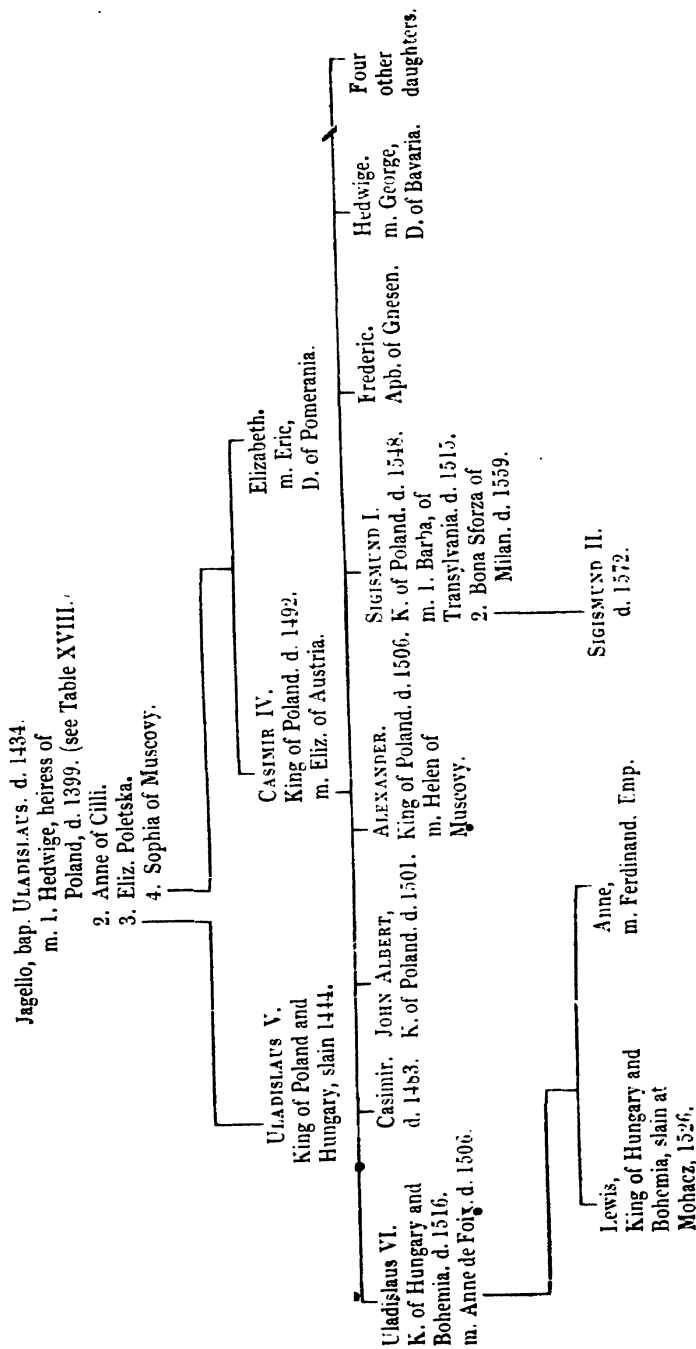 Jagello, bap. ULADISLAUS. d. 1434.
m. 1. Hedwige, heiress of
Poland, d. 1399. (see Table XVIII.
2. Anne of Cilli.
3. Eliz. Poletska.
4. Sophia of Muscovy.
ULADISLAUS V.
King of Poland and
Hungary, slain 1444.
CASIMIR IV.
King of Poland. d. 1492.
m. Eliz. of Austria.
Elizabeth.
m. Eric,
D. of Pomerania.
Uladislaus VI.
K. of Hungary and
Bohemia. d. 1516.
m. Anne de Foix. d. 1506.
Casimir.
d. 1483.
JOHN ALBERT,
K. of Poland. d. 1501.
ALEXANDER.
King of Poland. d. 1506.
m. Helen of
Muscovy.
SIGISMUND I.
K. of Poland. d. 1548.
m. 1. Barba, of
Transylvania. d. 1515.
2. Bona Sforza of
Milan. d. 1559.
Frederic.
Apb. of Gnesen.
Hedwige.
m. George,
D. of Bavaria.
Four
other
daughters.
Lewis,
King of Hungary and
Bohemia, slain at
Mohacz, 1526.
Anne,
m. Ferdinand. Emp.
SIGISMUND II.
d. 1572.